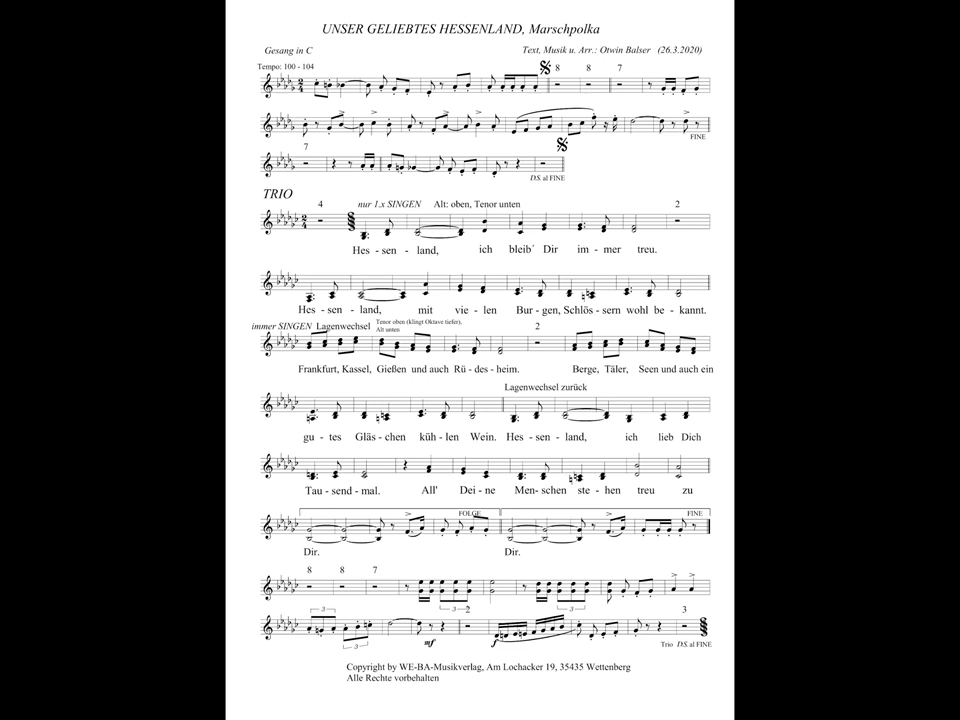 UNSER GELIEBTES HESSENLAND, Marschpolka
Gesang in C
Text, Musik u. Arr.: Otwin Balser (26.3.2020)
Tempo: 100 - 104
8 8 7
FINE
7
D.S. al FINE
TRIO
4 nur 1.x SINGEN Alt: oben, Tenor unten 2
Hes - sen - land, ich bleib´ Dir im - mer treu.
Hes - sen - land, mit vie - len Bur - gen, Schlös - sern wohl be - kannt.
immer SINGEN Lagenwechsel Tenor oben (klingt Oktave tiefer),
Alt unten
2
Frankfurt, Kassel, Gießen und auch Rü - des - heim. Berge, Täler, Seen und auch ein
Lagenwechsel zurück
gu - tes Gläs - chen küh - len Wein. Hes - sen - land, ich lieb Dich
Tau - send - mal. All' Dei - ne Men - schen ste - hen treu zu
FOLGE FINE
Dir. Dir.
8 8 7
3
3 2 3
3
mf f
Trio D.S. al FINE
Copyright by WE-BA-Musikverlag, Am Lochacker 19, 35435 Wettenberg
Alle Rechte vorbehalten